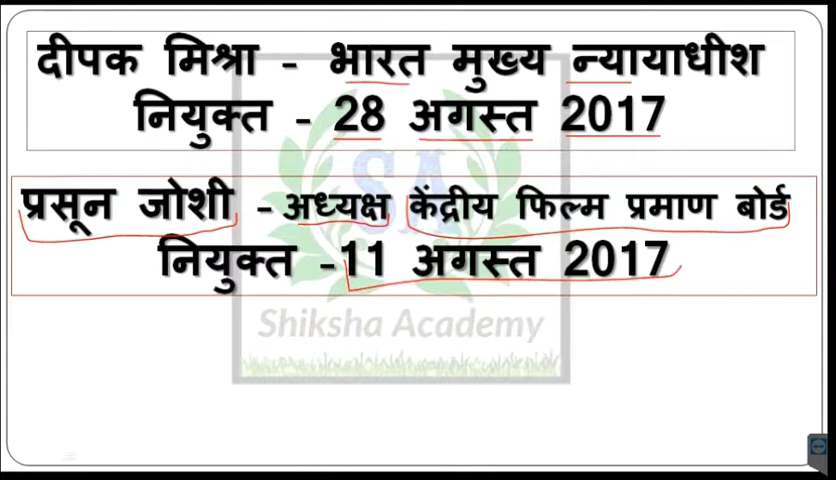 दीपक मिश्रा - भारत मुख्य न्यायाधीश
नियुक्त - 28 अगस्त 2017
प्रसून जोशी - अध्यक्ष केंद्रीय फिल्म प्रमाण बोर्ड
नियुक्त -11 अगस्त 2017
SA
Shiksha Academy